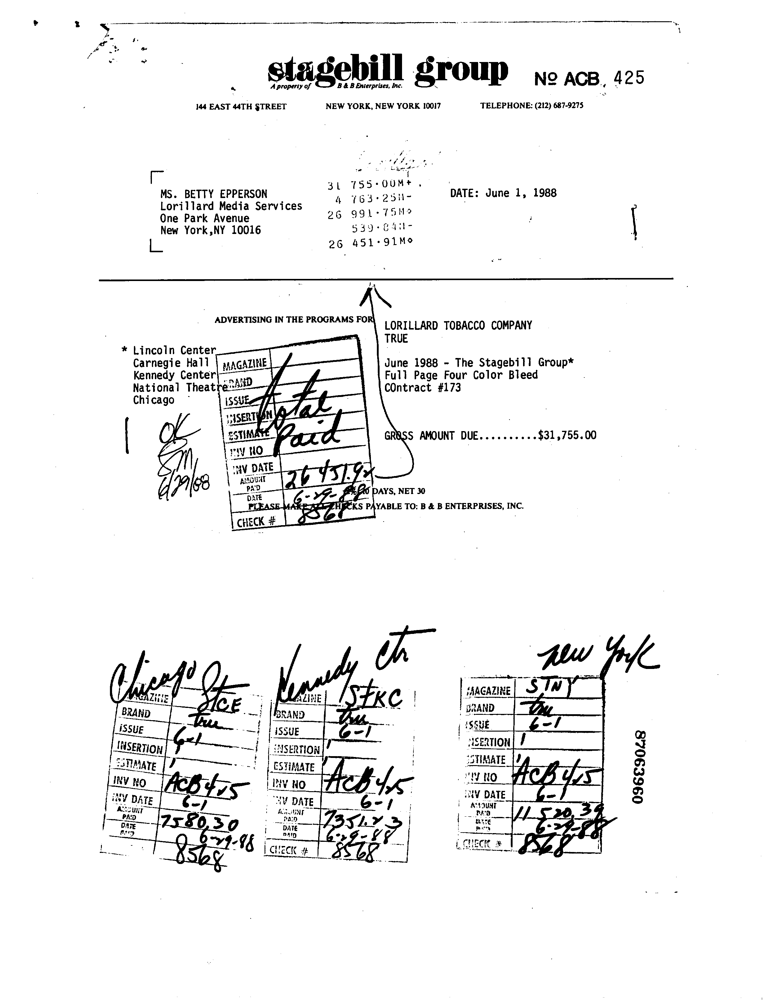 stagebill group
A property of B & B Enterprises, Inc.
No ACB 425
144 EAST 44TH STREET NEW YORK, NEW YORK 10017 TELEPHONE: (212) 687-9275
MS. BETTY EPPERSON
Lorillard Media Services
One Park Avenue
New York,NY 10016
31 755.00M+
4 763.25M-
26 991.75M
539.84M-
26 451.91M
DATE: June 1, 1988
ADVERTISING IN THE PROGRAMS FOR
LORILLARD TOBACCO COMPANY
TRUE
* Lincoln Center
Carnegie Hall
Kennedy Center
National Theatre
Chicago
June 1988 - The Stagebill Group*
Full Page Four Color Bleed
COntract #173
GROSS AMOUNT DUE..........$31,755.00
OK
6/29/88
MAGAZINE
BRAND
ISSUE
INSERTION
ESTIMATE
INV NO
INV DATE
AMOUNT PAID 26451.92
DATE 6-29-88
CHECK # 8568
Total Paid
DAYS, NET 30
PLEASE MAKE ALL CHECKS PAYABLE TO: B & B ENTERPRISES, INC.
Chicago
MAGAZINE STCE
BRAND True
ISSUE 6-1
INSERTION 1
ESTIMATE
INV NO ACB 425
INV DATE 6-1
AMOUNT PAID 7580.30
DATE PAID 6-29-88
8568
Kennedy Ctr
MAGAZINE STKC
BRAND True
ISSUE 6-1
INSERTION 1
ESTIMATE
INV NO ACB 425
INV DATE 6-1
AMOUNT PAID 7351.23
DATE PAID 6-29-88
CHECK # 8568
New York
MAGAZINE STNY
BRAND True
ISSUE 6-1
INSERTION 1
ESTIMATE
INV NO ACB 425
INV DATE 6-1
AMOUNT PAID 11520.39
DATE PAID 6-29-88
CHECK # 8568
87063960